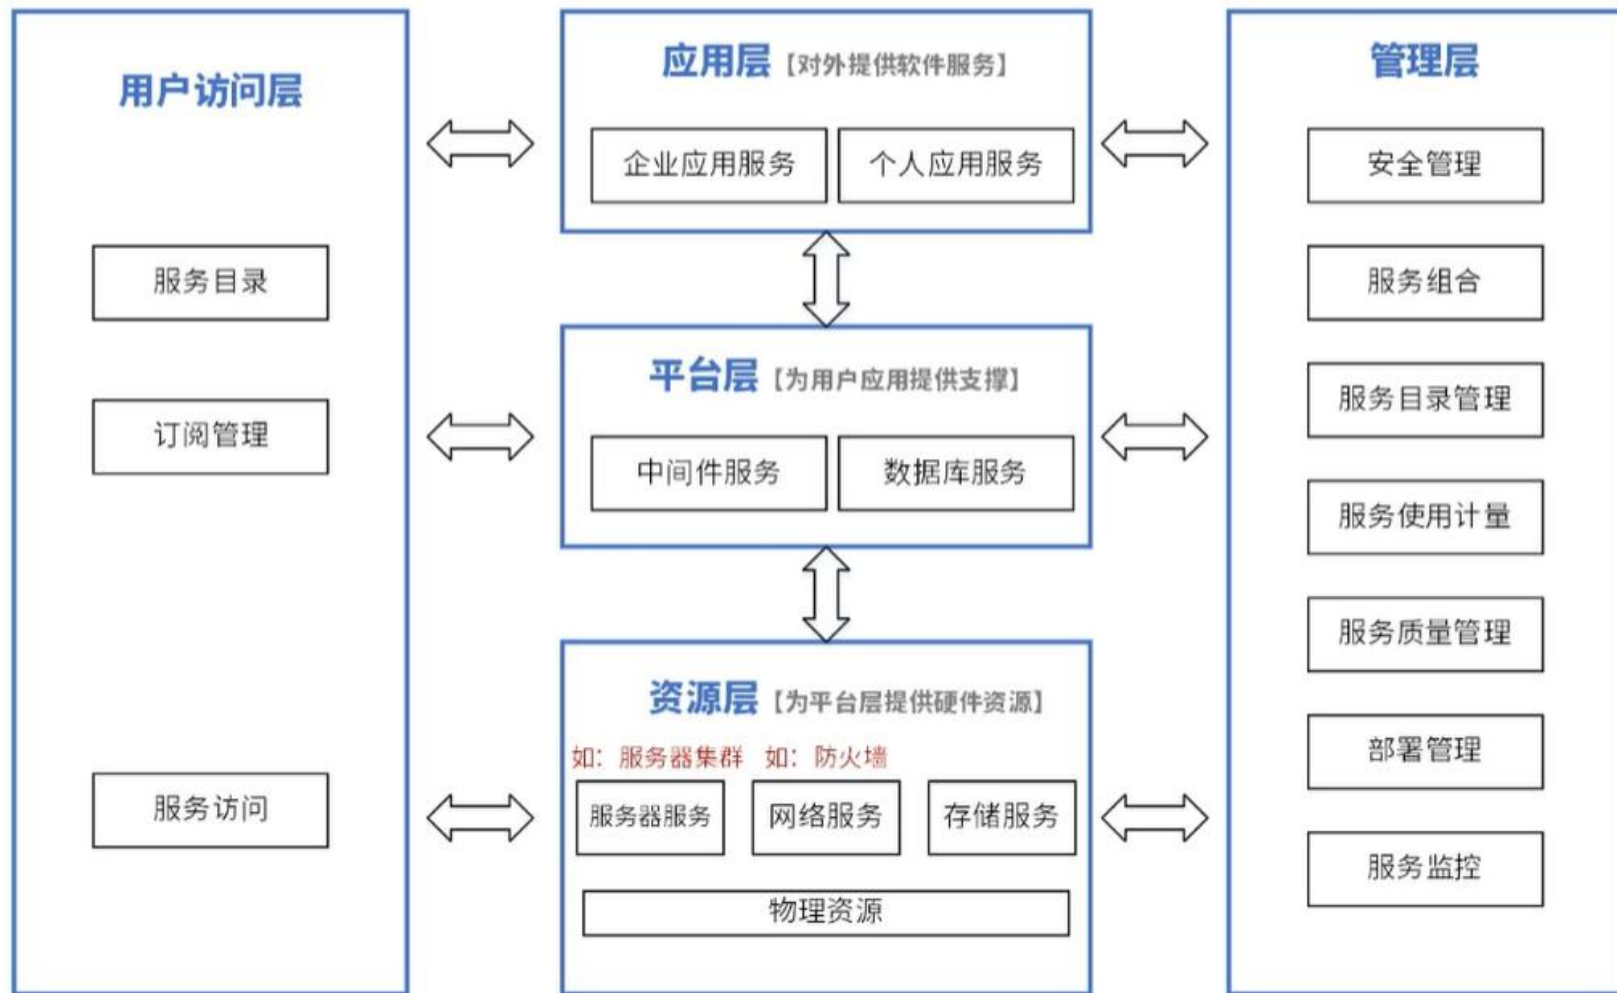 用户访问层
服务目录
订阅管理
服务访问
应用层【对外提供软件服务】
企业应用服务
个人应用服务
平台层【为用户应用提供支撑】
中间件服务
数据库服务
资源层【为平台层提供硬件资源】
如：服务器集群
如：防火墙
服务器服务
网络服务
存储服务
物理资源
管理层
安全管理
服务组合
服务目录管理
服务使用计量
服务质量管理
部署管理
服务监控